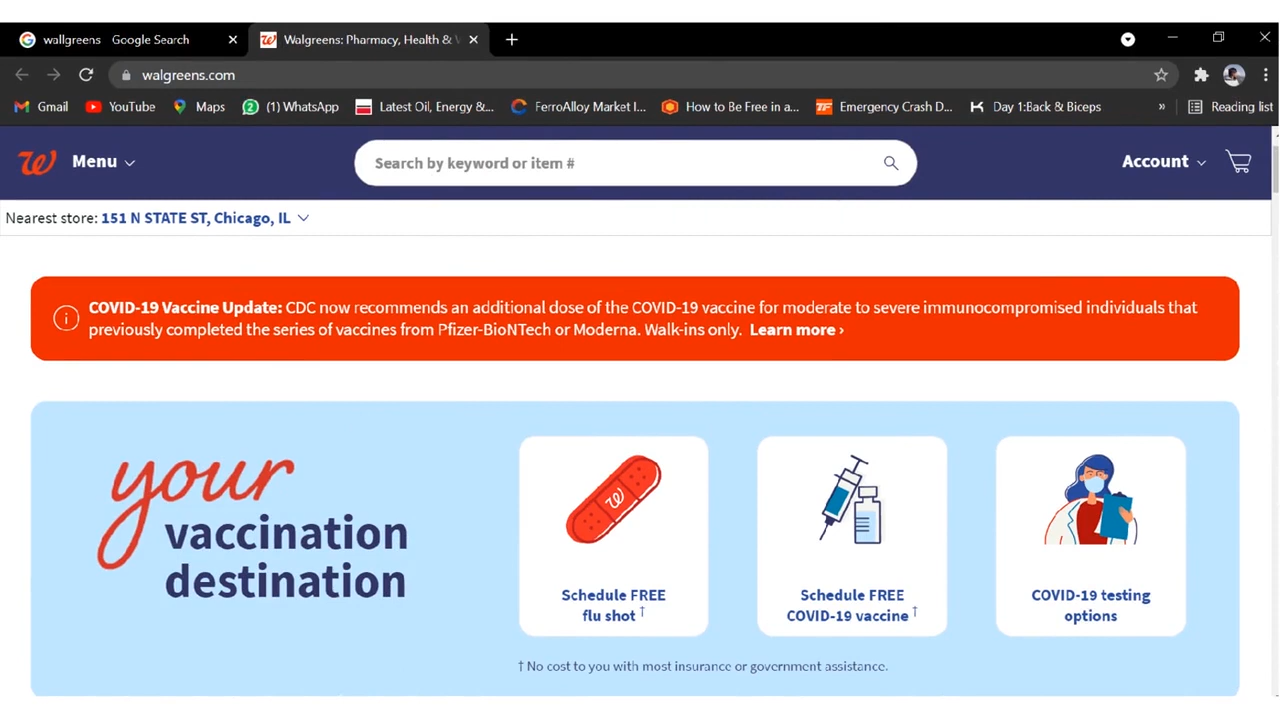 wallgreens Google Search
Walgreens: Pharmacy, Health &
walgreens.com
Gmail
YouTube
Maps
(1) WhatsApp
Latest Oil, Energy &...
FerroAlloy Market I...
How to Be Free in a...
Emergency Crash D...
Day 1:Back & Biceps
»
Reading list
Menu
Search by keyword or item #
Account
Nearest store: 151 N STATE ST, Chicago, IL
COVID-19 Vaccine Update: CDC now recommends an additional dose of the COVID-19 vaccine for moderate to severe immunocompromised individuals that
previously completed the series of vaccines from Pfizer-BioNTech or Moderna. Walk-ins only. Learn more ›
your
vaccination
destination
Schedule FREE
flu shot †
Schedule FREE
COVID-19 vaccine †
COVID-19 testing
options
† No cost to you with most insurance or government assistance.